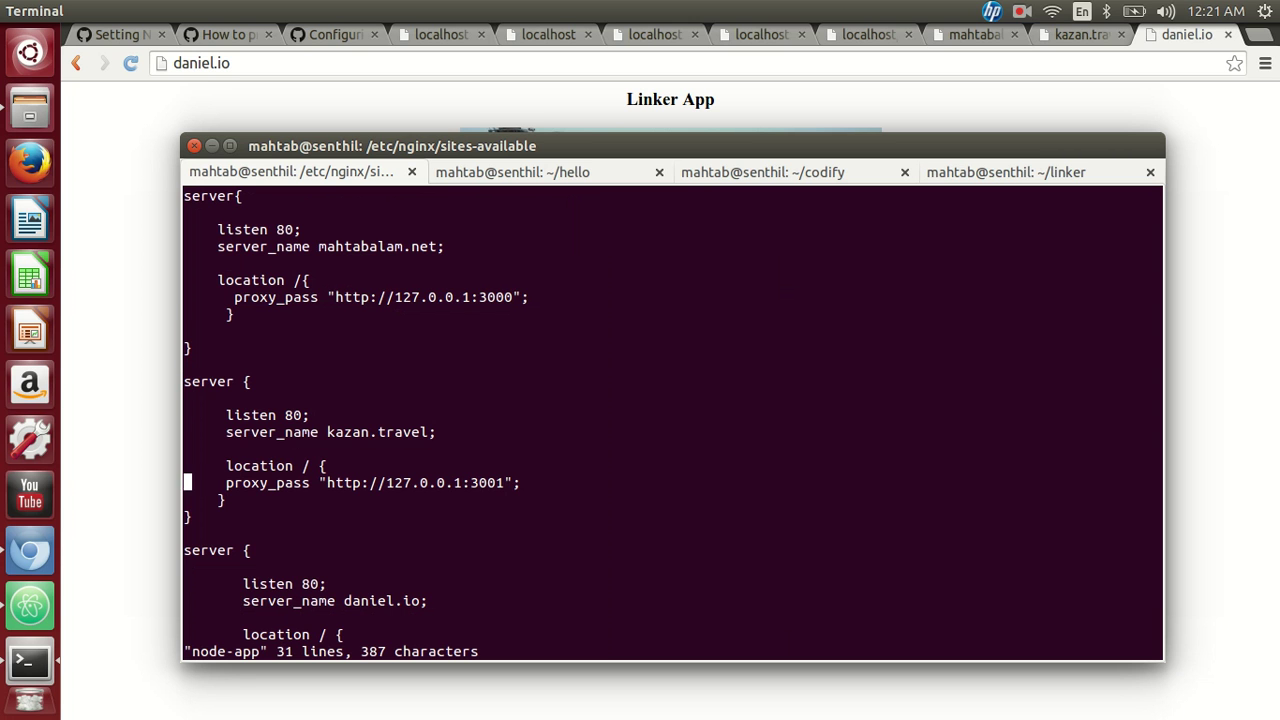 Terminal
En
12:21 AM
Setting N
How to p
Configuri
localhost
localhost
localhost
localhost
localhost
mahtabal
kazan.tra
daniel.io
daniel.io
Linker App
mahtab@senthil: /etc/nginx/sites-available
mahtab@senthil: /etc/nginx/si...
mahtab@senthil: ~/hello
mahtab@senthil: ~/codify
mahtab@senthil: ~/linker
server{
listen 80;
server_name mahtabalam.net;
location /{
proxy_pass "http://127.0.0.1:3000";
}
}
server {
listen 80;
server_name kazan.travel;
location / {
proxy_pass "http://127.0.0.1:3001";
}
}
server {
listen 80;
server_name daniel.io;
location / {
"node-app" 31 lines, 387 characters
hp
a
You
Tube
>_